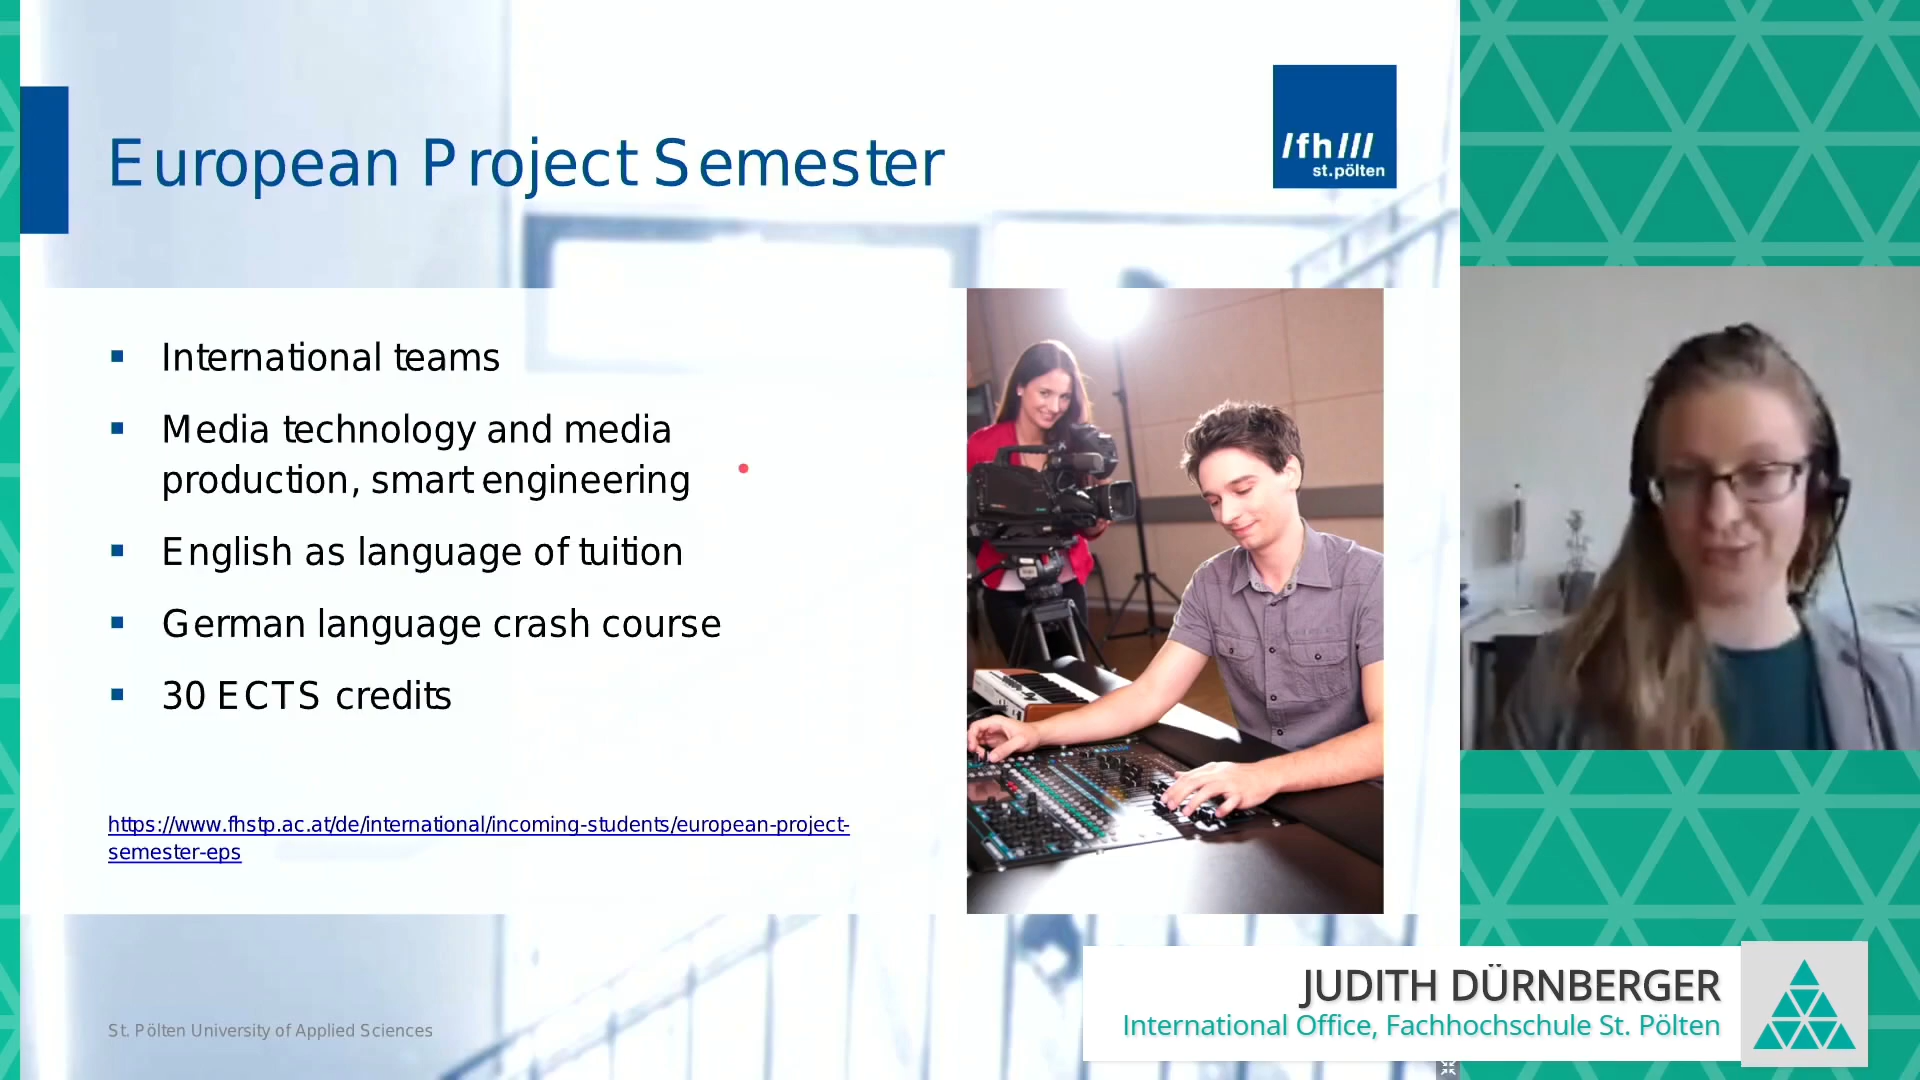 European Project Semester
/fh///
st.pölten
International teams
Media technology and media
production, smart engineering
English as language of tuition
German language crash course
30 ECTS credits
https://www.fhstp.ac.at/de/international/incoming-students/european-project-
semester-eps
St. Pölten University of Applied Sciences
JUDITH DÜRNBERGER
International Office, Fachhochschule St. Pölten